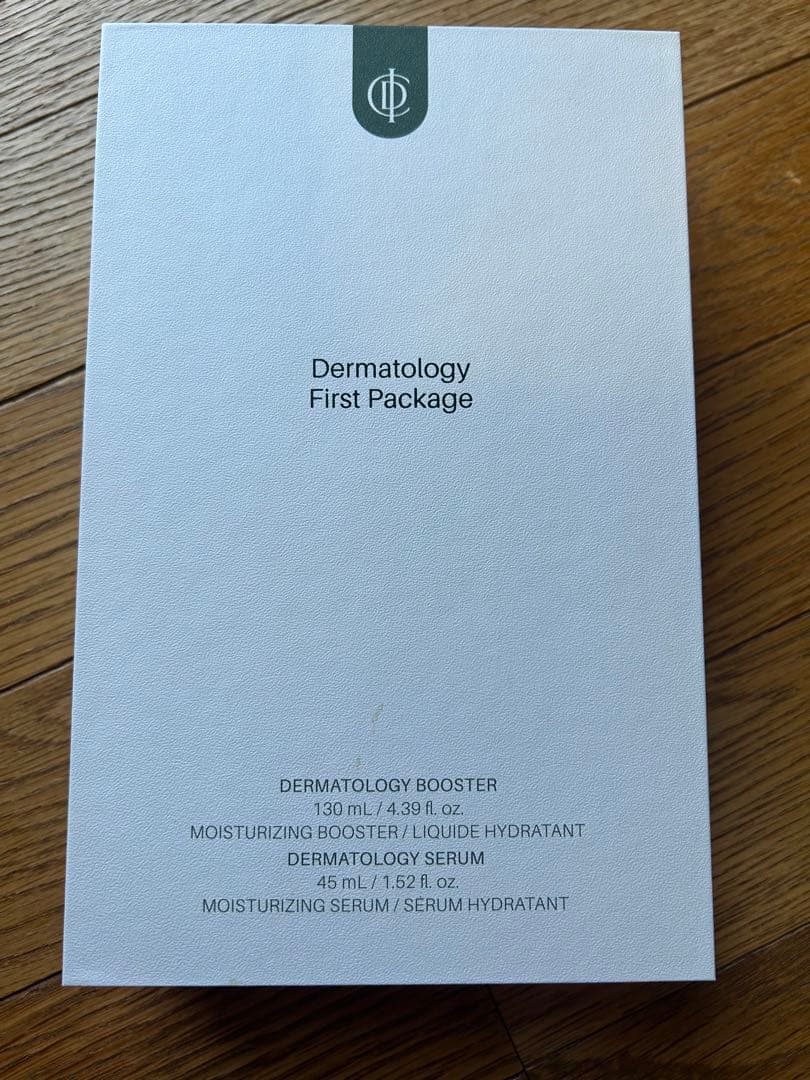 Dermatology
First Package
DERMATOLOGY BOOSTER
130 mL / 4.39 fl. oz.
MOISTURIZING BOOSTER / LIQUIDE HYDRATANT
DERMATOLOGY SERUM
45 mL / 1.52 fl. oz.
MOISTURIZING SERUM / SÉRUM HYDRATANT